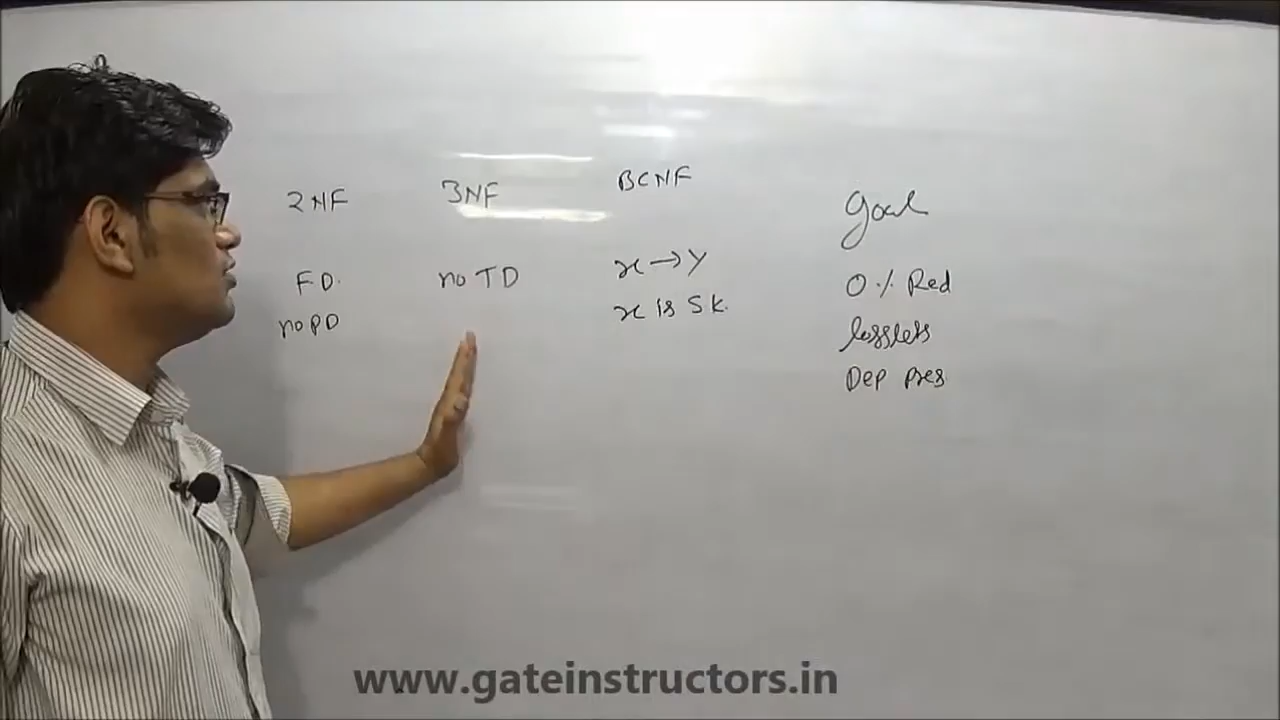 2NF
FD.
no PD
3NF
no TD
BCNF
x → y
x is Sk.
Goal
0% Red
lossless
Dep pres
www.gateinstructors.in